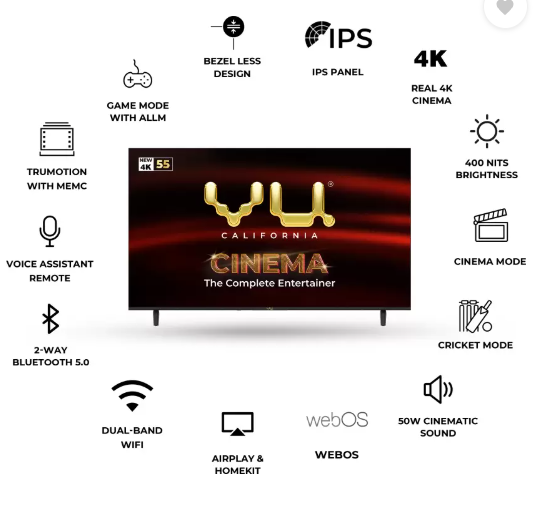 BEZEL LESS
DESIGN
IPS
IPS PANEL
4K
REAL 4K
CINEMA
GAME MODE
WITH ALLM
400 NITS
BRIGHTNESS
TRUMOTION
WITH MEMC
NEW
4K 55
vu
®
CALIFORNIA
CINEMA
The Complete Entertainer
VOICE ASSISTANT
REMOTE
CINEMA MODE
2-WAY
BLUETOOTH 5.0
CRICKET MODE
DUAL-BAND
WIFI
AIRPLAY &
HOMEKIT
webOS
WEBOS
50W CINEMATIC
SOUND